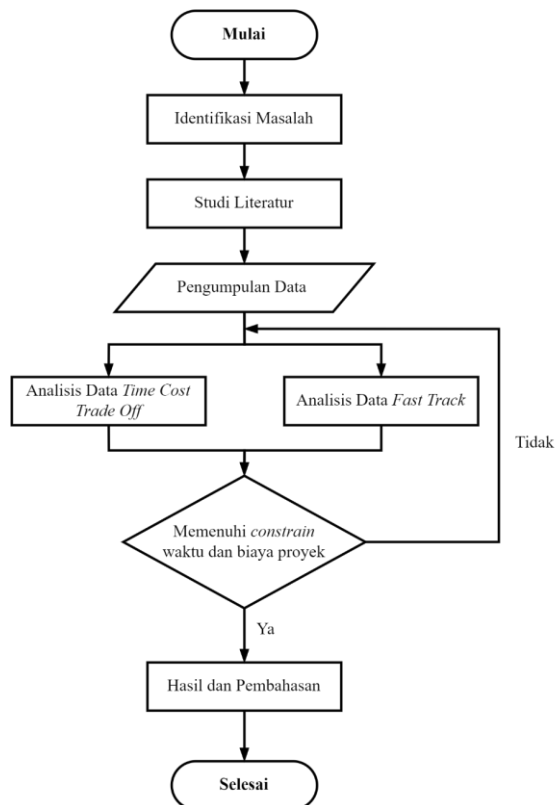 Mulai
Identifikasi Masalah
Studi Literatur
Pengumpulan Data
Analisis Data Time Cost
Trade Off
Analisis Data Fast Track
Tidak
Memenuhi constrain
waktu dan biaya proyek
Ya
Hasil dan Pembahasan
Selesai